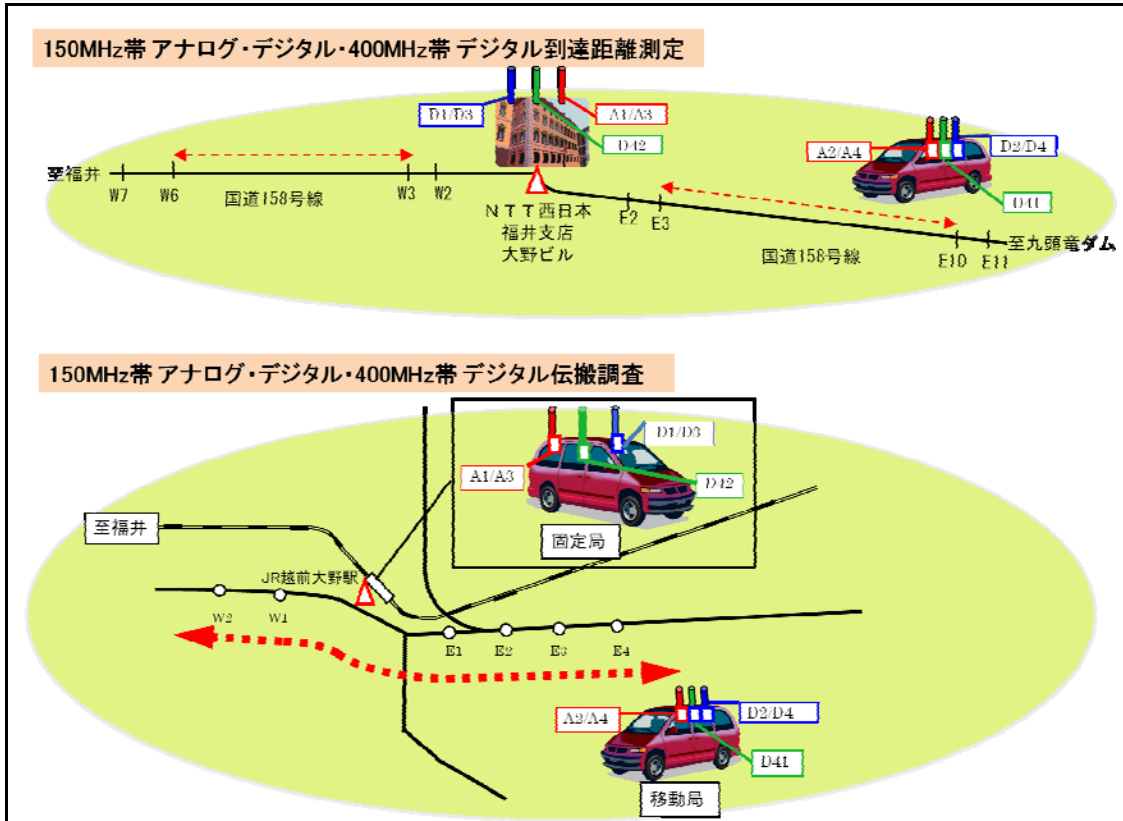 150MHz帯 アナログ・デジタル・400MHz帯 デジタル到達距離測定
D1/D3
A1/A3
D42
A2/A4
D2/D4
D41
至福井
W7
W6
国道158号線
W3
W2
NTT西日本
福井支店
大野ビル
E2
E3
国道158号線
E10
E11
至九頭竜ダム
150MHz帯 アナログ・デジタル・400MHz帯 デジタル伝搬調査
D1/D3
A1/A3
D42
固定局
至福井
JR越前大野駅
W2
W1
E1
E2
E3
E4
A2/A4
D2/D4
D41
移動局